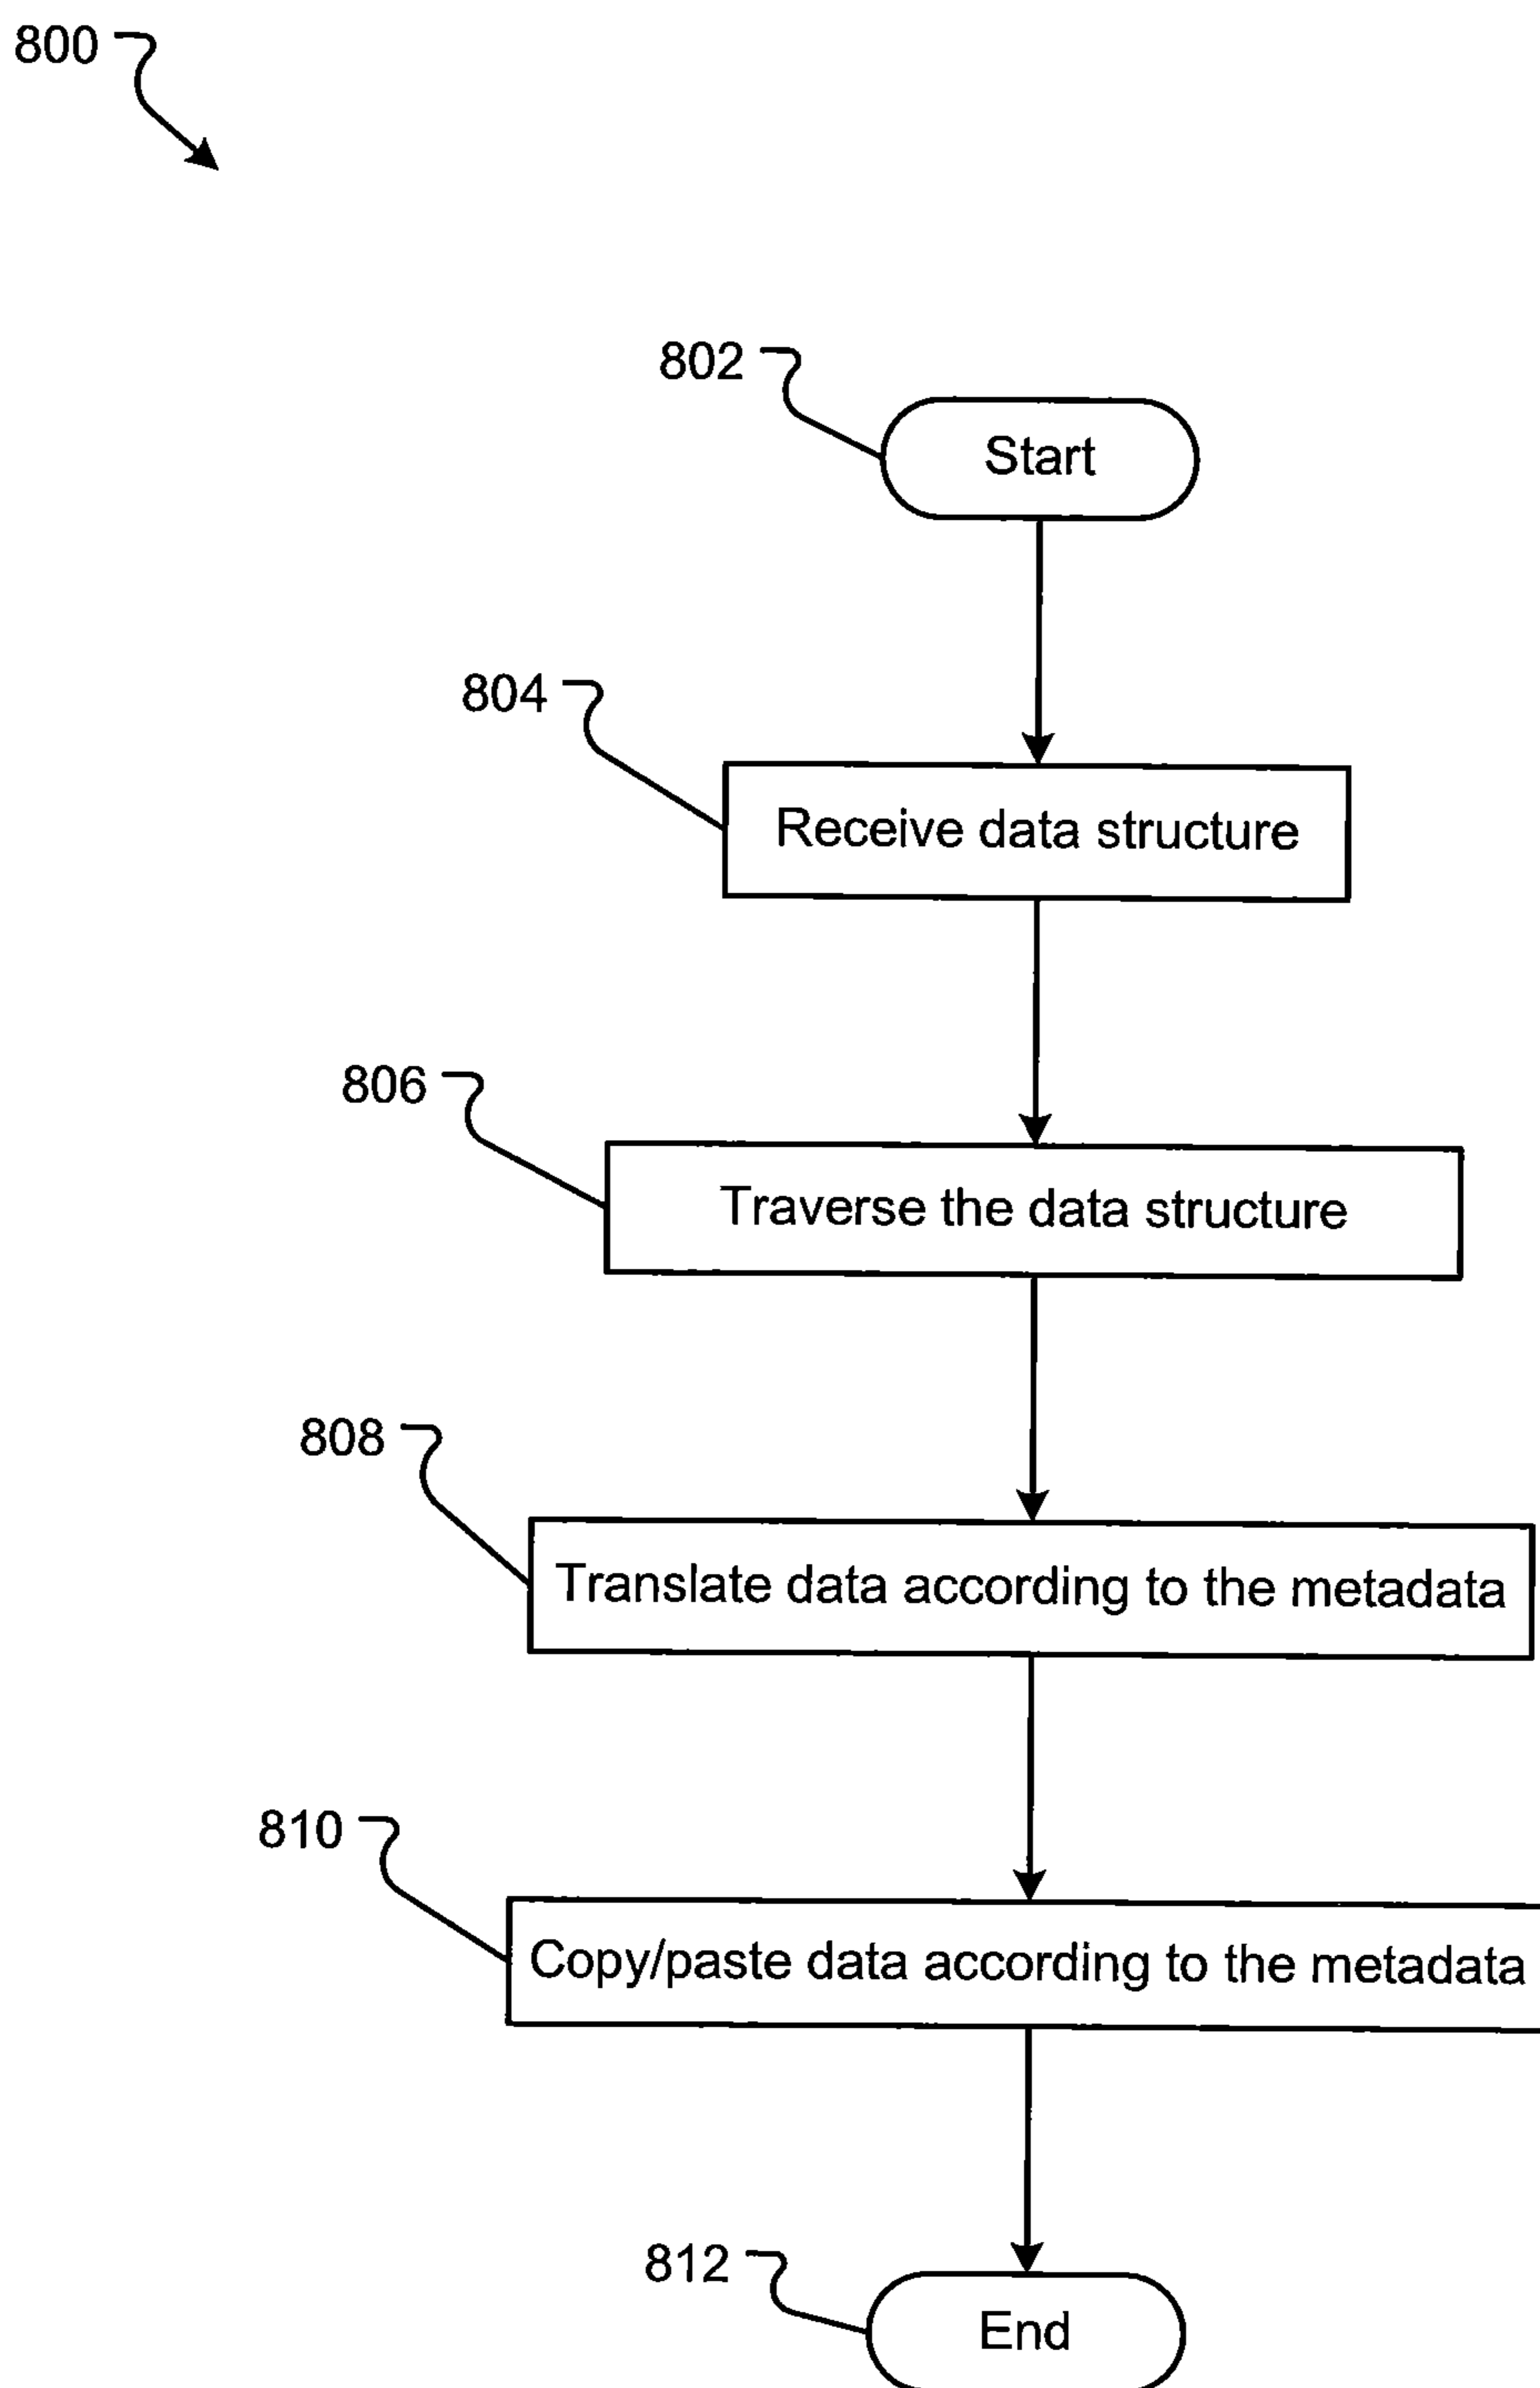 800
802
Start
804
Receive data structure
806
Traverse the data structure
808
Translate data according to the metadata
810
Copy/paste data according to the metadata
812
End